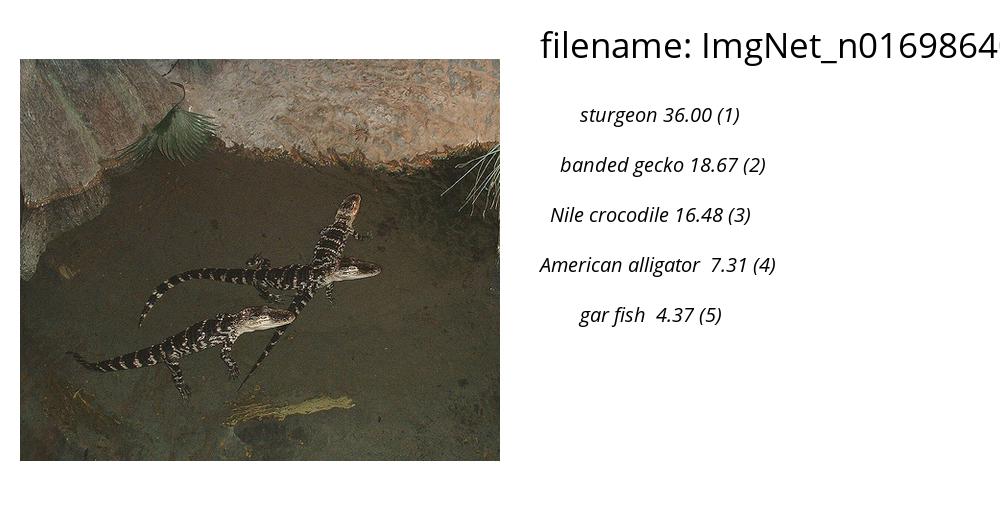 filename: ImgNet_n0169864
sturgeon 36.00 (1)
banded gecko 18.67 (2)
Nile crocodile 16.48 (3)
American alligator 7.31 (4)
gar fish 4.37 (5)